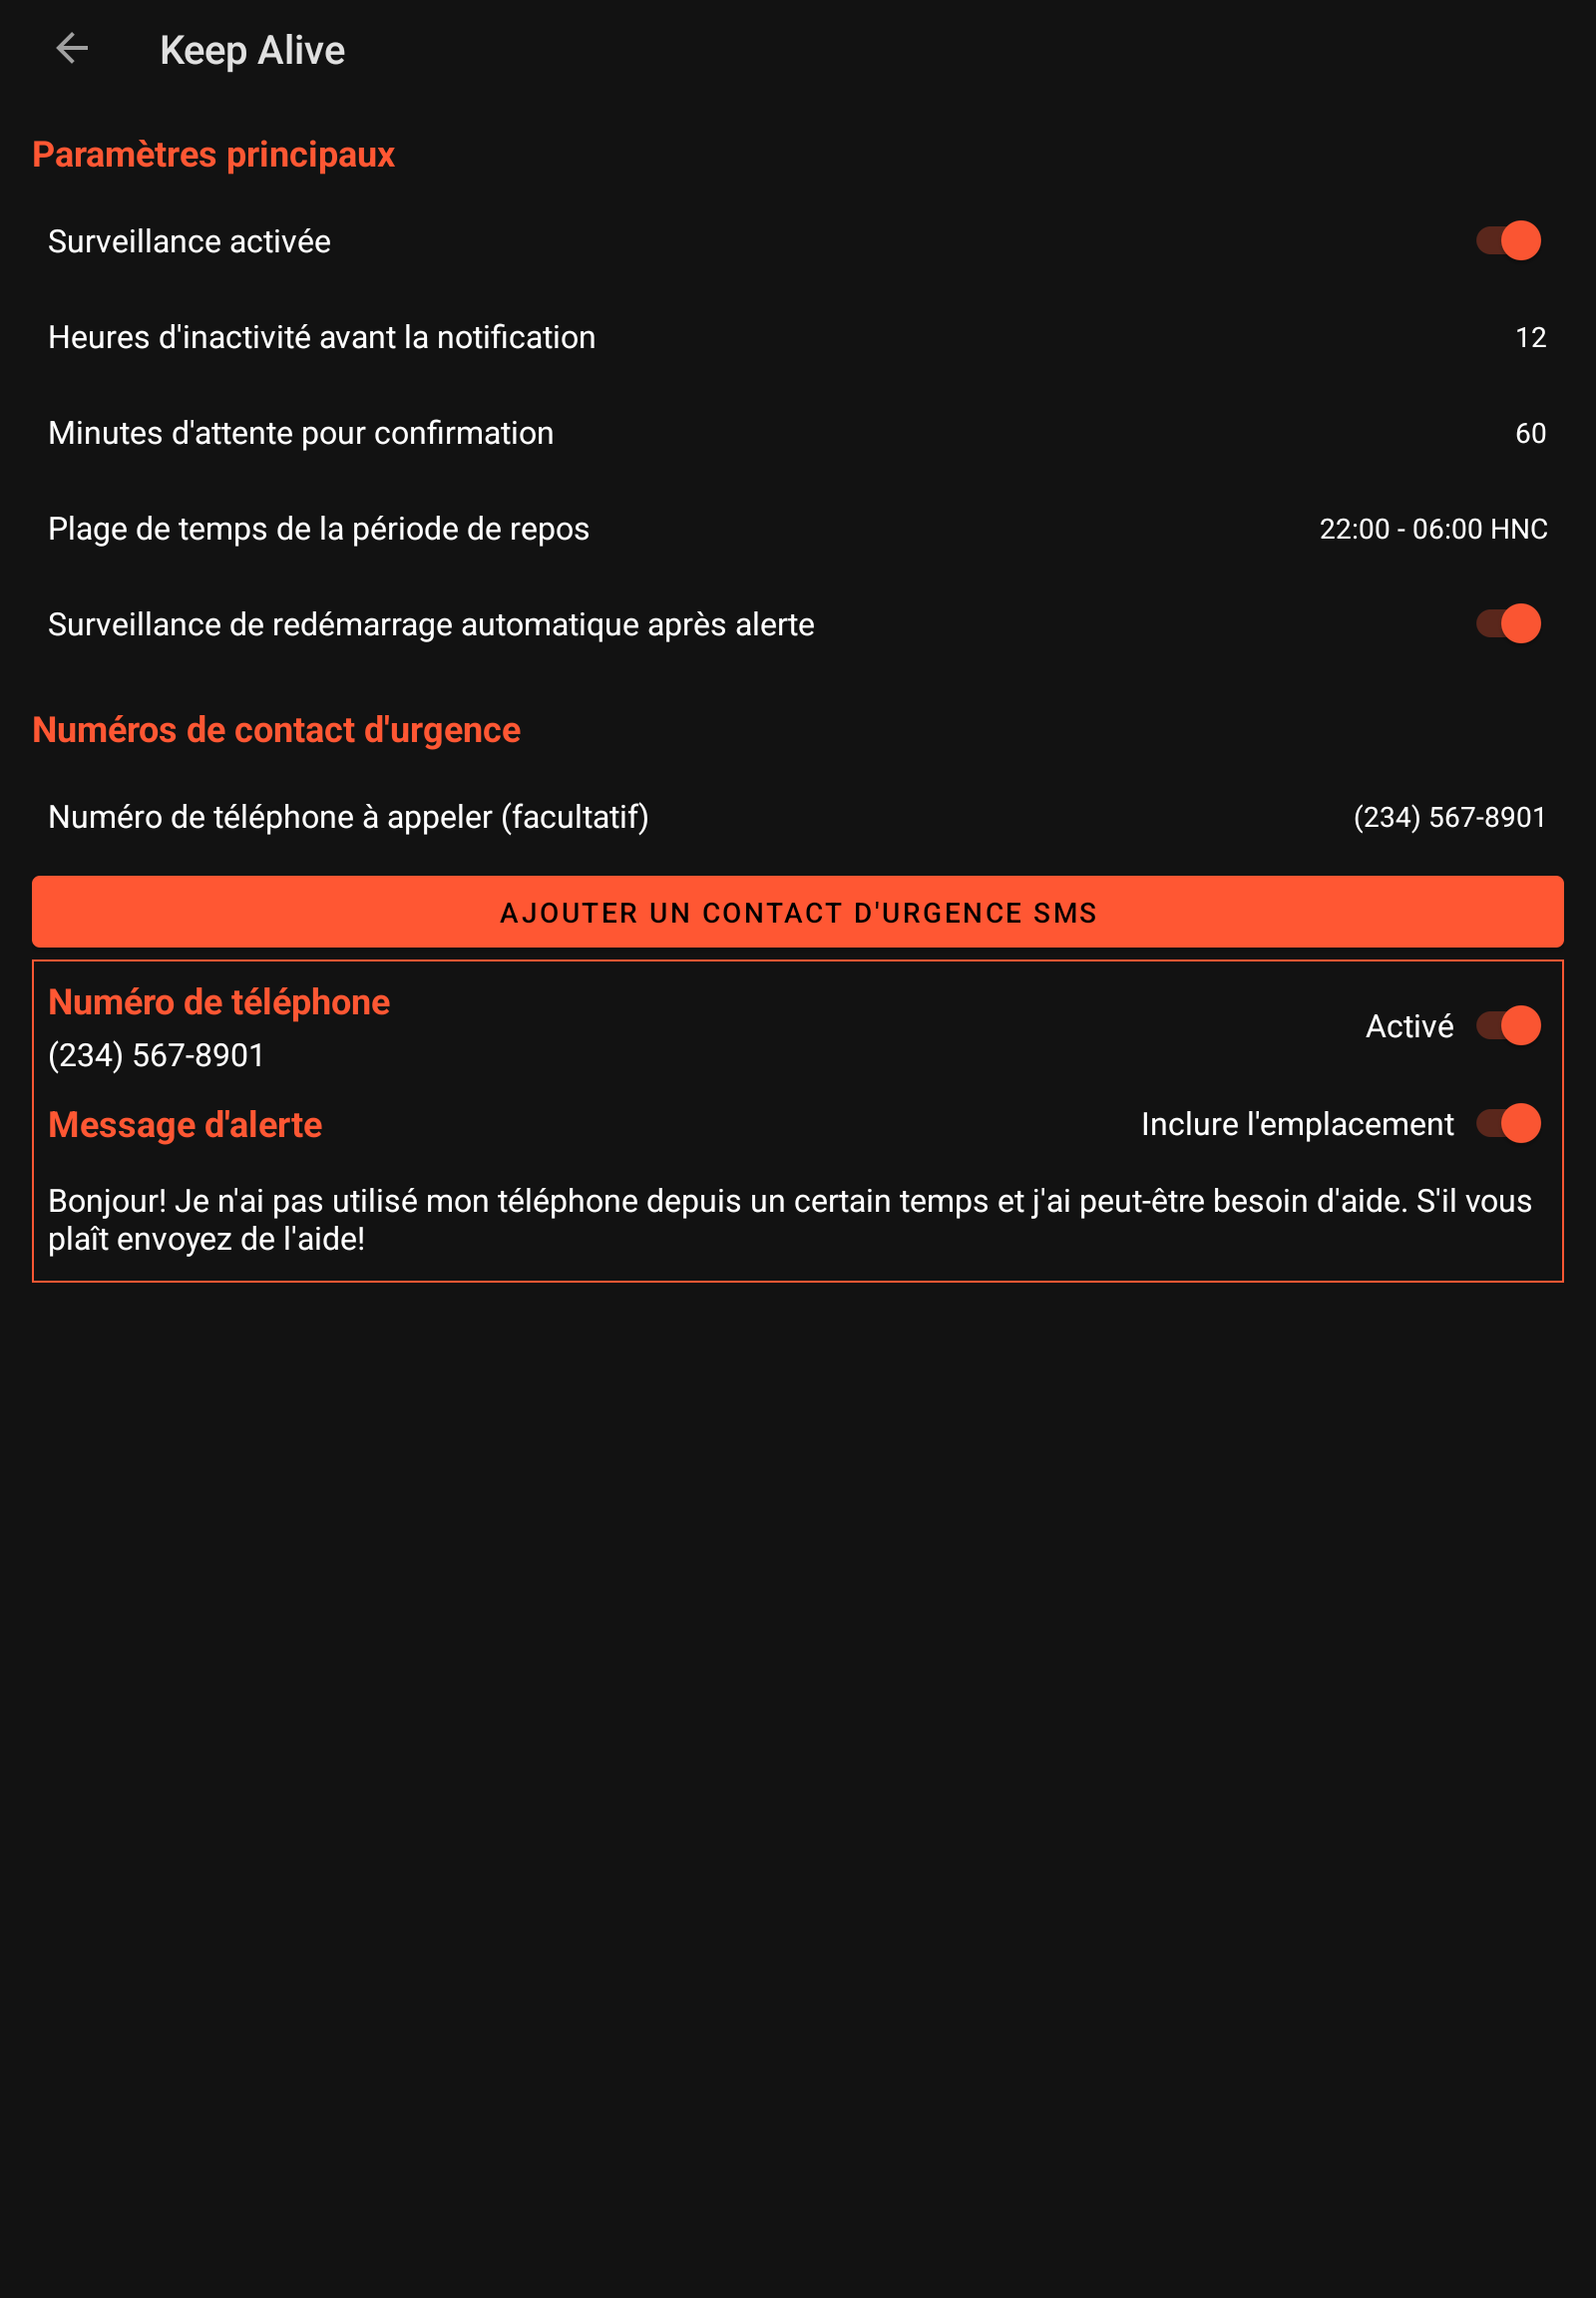 Keep Alive
Paramètres principaux
Surveillance activée
Heures d'inactivité avant la notification 12
Minutes d'attente pour confirmation 60
Plage de temps de la période de repos 22:00 - 06:00 HNC
Surveillance de redémarrage automatique après alerte
Numéros de contact d'urgence
Numéro de téléphone à appeler (facultatif) (234) 567-8901
AJOUTER UN CONTACT D'URGENCE SMS
Numéro de téléphone
(234) 567-8901
Activé
Message d'alerte
Inclure l'emplacement
Bonjour! Je n'ai pas utilisé mon téléphone depuis un certain temps et j'ai peut-être besoin d'aide. S'il vous
plaît envoyez de l'aide!